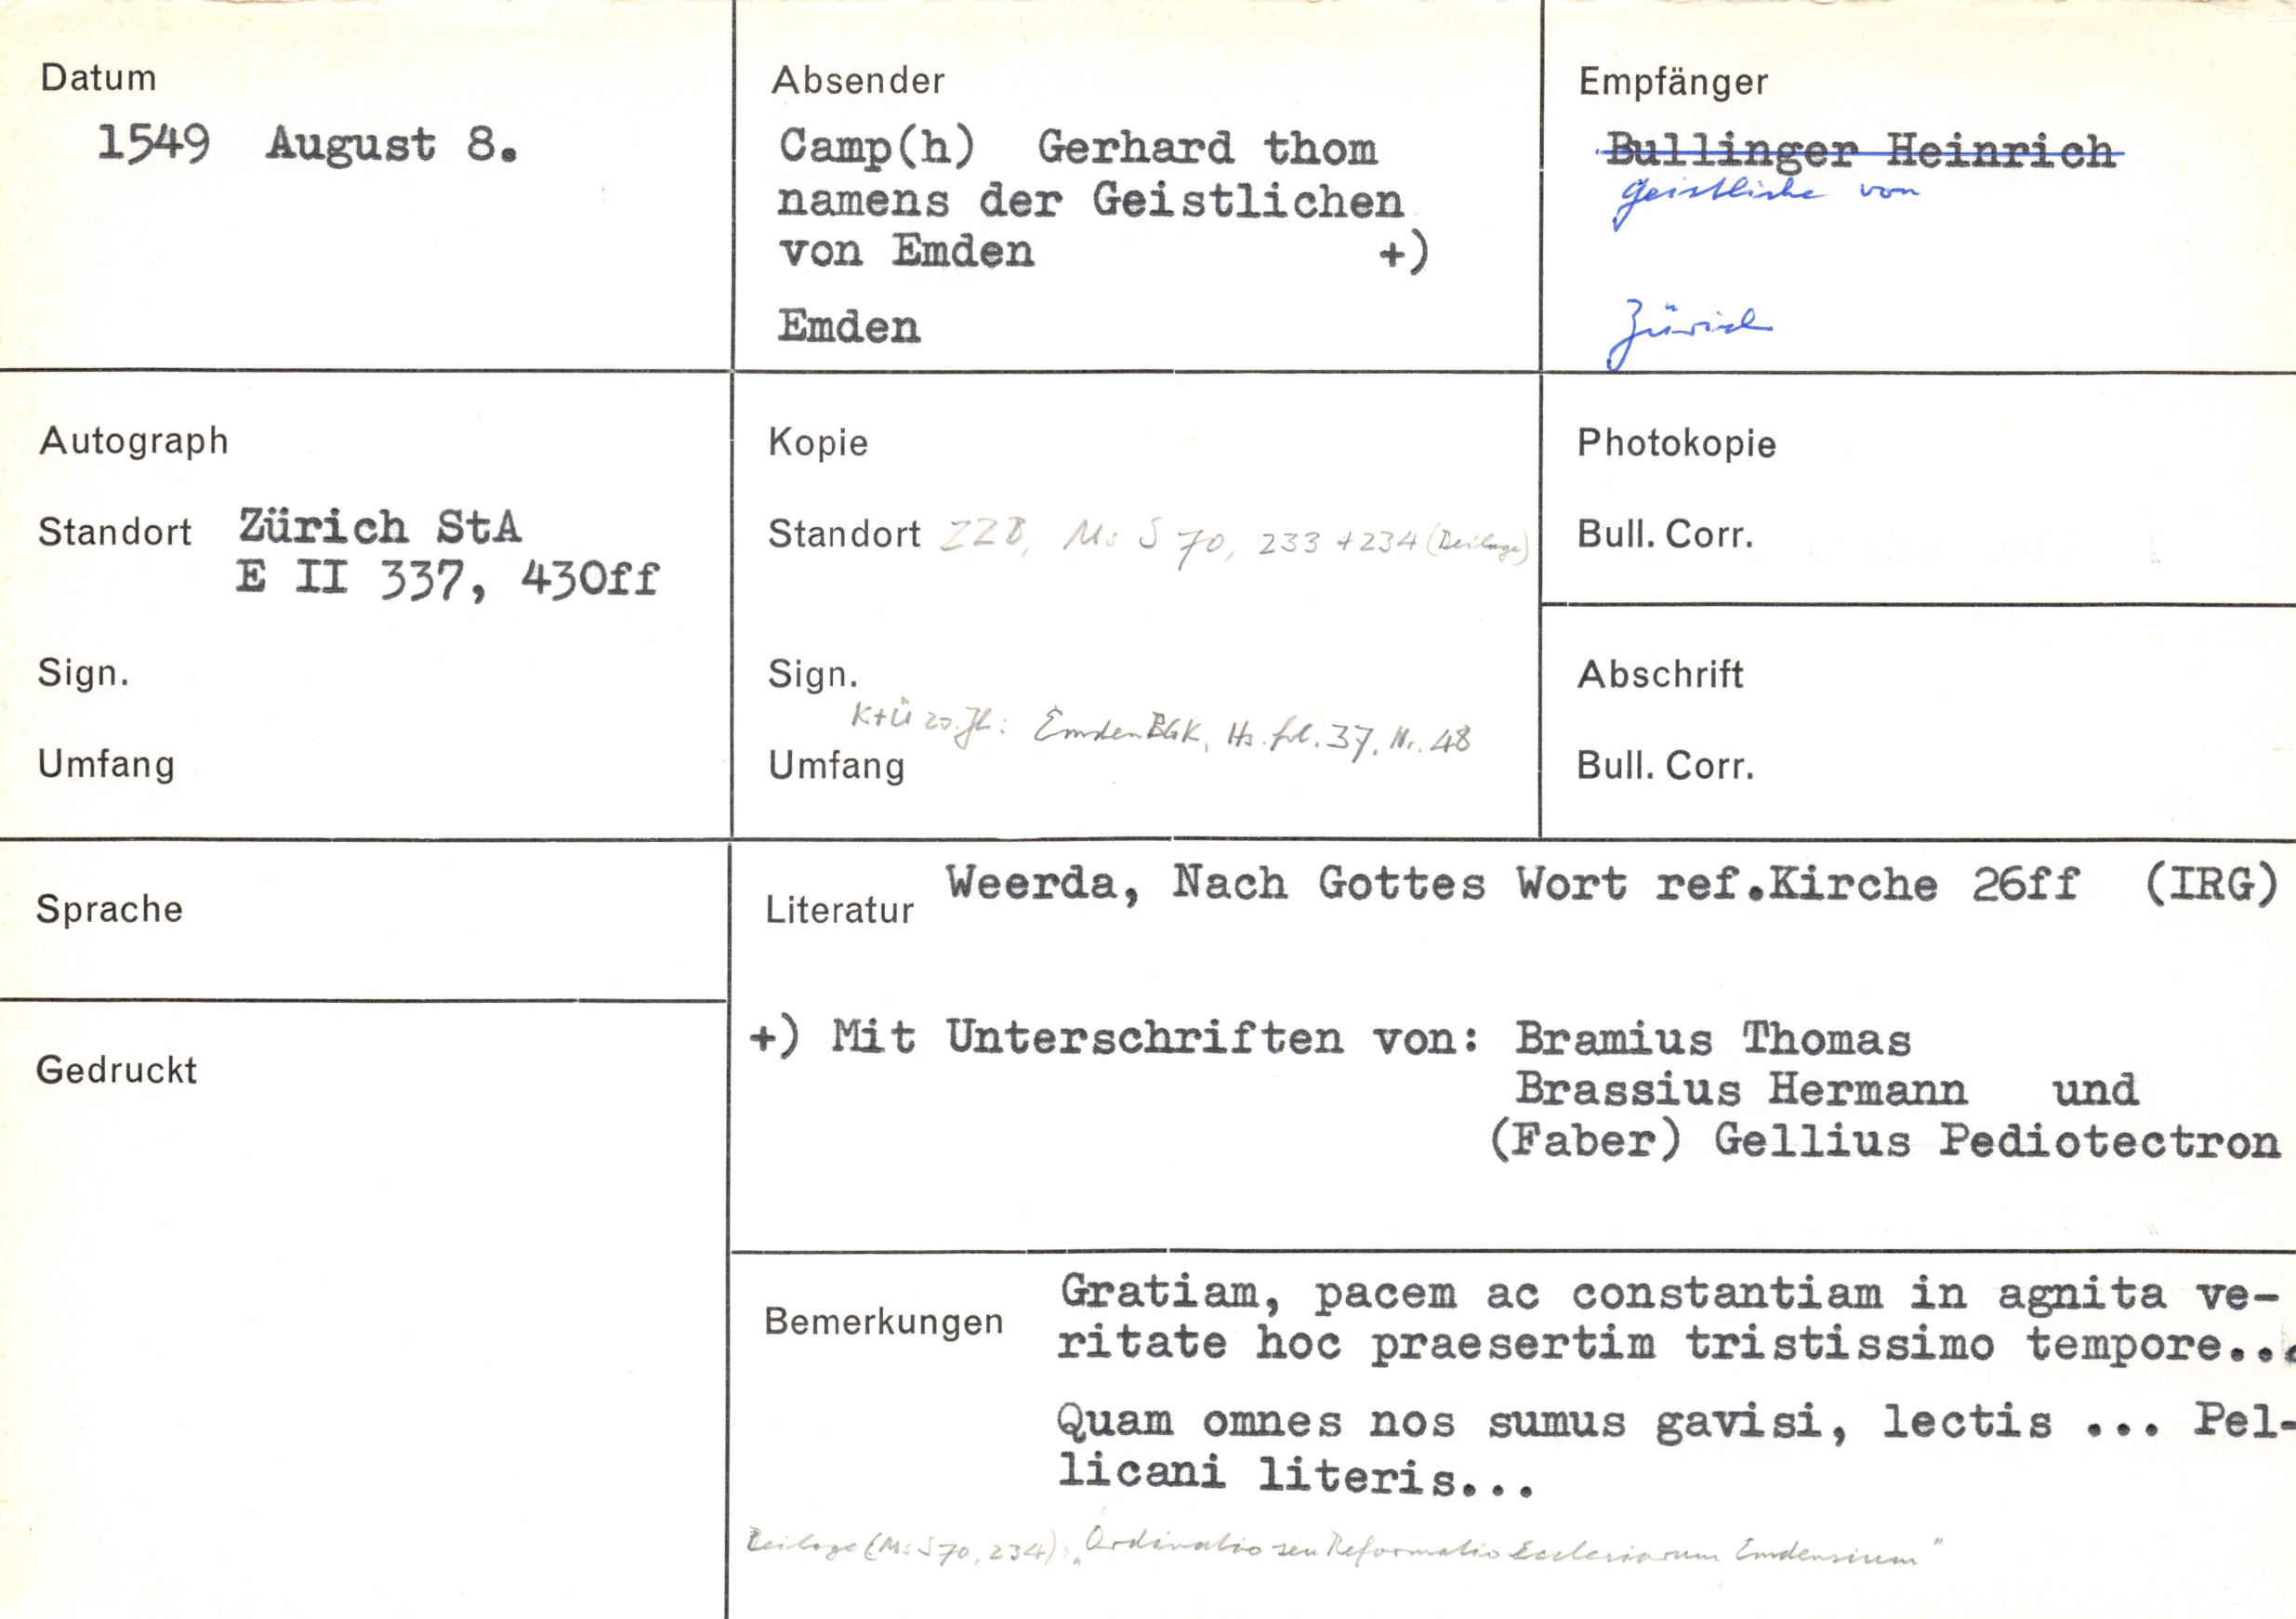 Datum
1549 August 8.
Absender
Camp(h) Gerhard thom
namens der Geistlichen
von Emden +)
Emden
Empfänger
Bullinger Heinrich
Geistliche von
Zürich
Autograph
Standort Zürich StA
E II 337, 430ff
Sign.
Umfang
Kopie
Standort ZZB, Ms S 70, 233 + 234 (Beilage)
Sign.
K+Ü 20. Jh.: Emden BGK, Hs. fol. 37, Nr. 48
Umfang
Photokopie
Bull. Corr.
Abschrift
Bull. Corr.
Sprache
Gedruckt
Literatur Weerda, Nach Gottes Wort ref.Kirche 26ff (IRG)
+) Mit Unterschriften von: Bramius Thomas
Brassius Hermann und
(Faber) Gellius Pediotectron
Bemerkungen Gratiam, pacem ac constantiam in agnita ve-
ritate hoc praesertim tristissimo tempore...
Quam omnes nos sumus gavisi, lectis ... Pel-
licani literis...
Beilage (Ms S 70, 234): "Ordinatio seu Reformatio Ecclesiarum Emdensium"